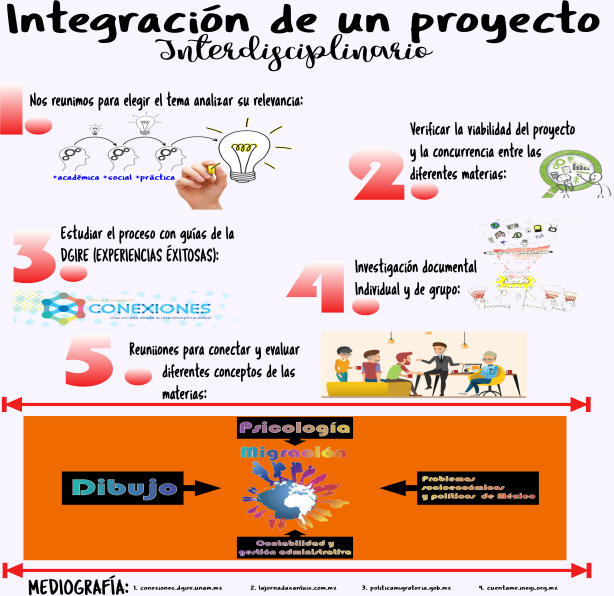 Integración de un proyecto
Interdisciplinario
1. Nos reunimos para elegir el tema analizar su relevancia:
*académica *social *práctica
2. Verificar la viabilidad del proyecto
y la concurrencia entre las
diferentes materias:
3. Estudiar el proceso con guías de la
DGIRE (EXPERIENCIAS ÉXITOSAS):
CONEXIONES
4. Investigación documental
Individual y de grupo:
5. Reuniiones para conectar y evaluar
diferentes conceptos de las
materias:
Psicología
Migración
Dibujo
Problemas
socioeconómicos
y políticos de México
Contabilidad y
gestión administrativa
MEDIOGRAFÍA: 1. conexiones.dgire.unam.mx 2. lajornadasanluis.com.mx 3. politicamigratoria.gob.mx 4. cuentame.inegi.org.mx